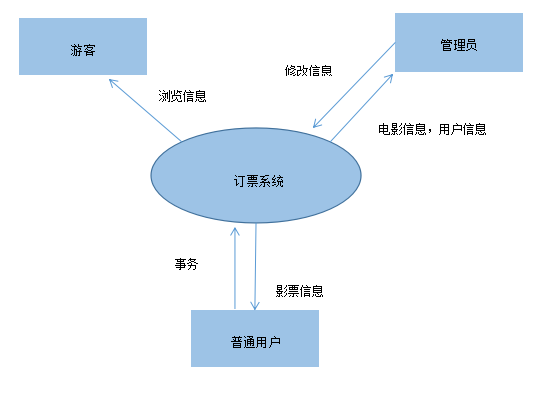 游客
管理员
修改信息
浏览信息
电影信息，用户信息
订票系统
事务
影票信息
普通用户